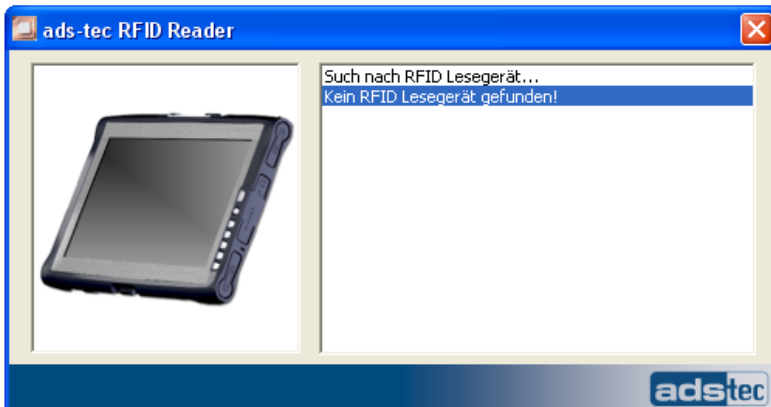 ads-tec RFID Reader
Such nach RFID Lesegerät...
Kein RFID Lesegerät gefunden!
adstec